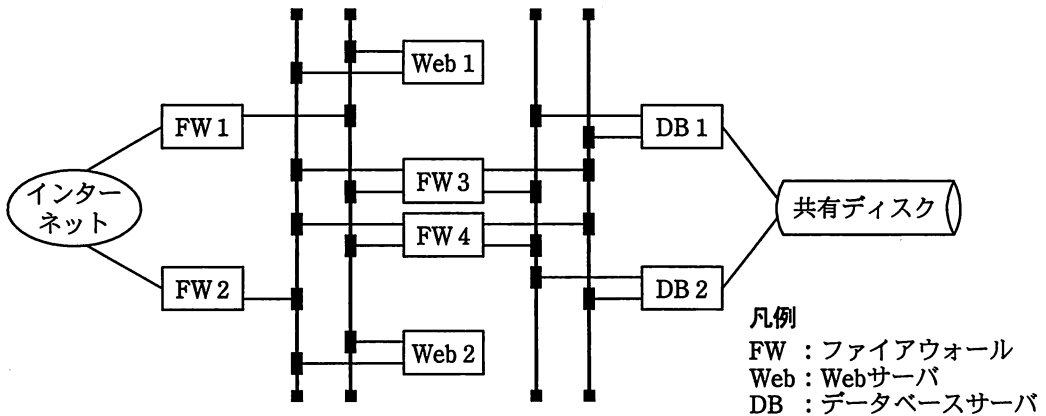 Web 1
FW 1
DB 1
インター
ネット
FW 3
FW 4
共有ディスク
FW 2
DB 2
Web 2
凡例
FW : ファイアウォール
Web : Webサーバ
DB : データベースサーバ